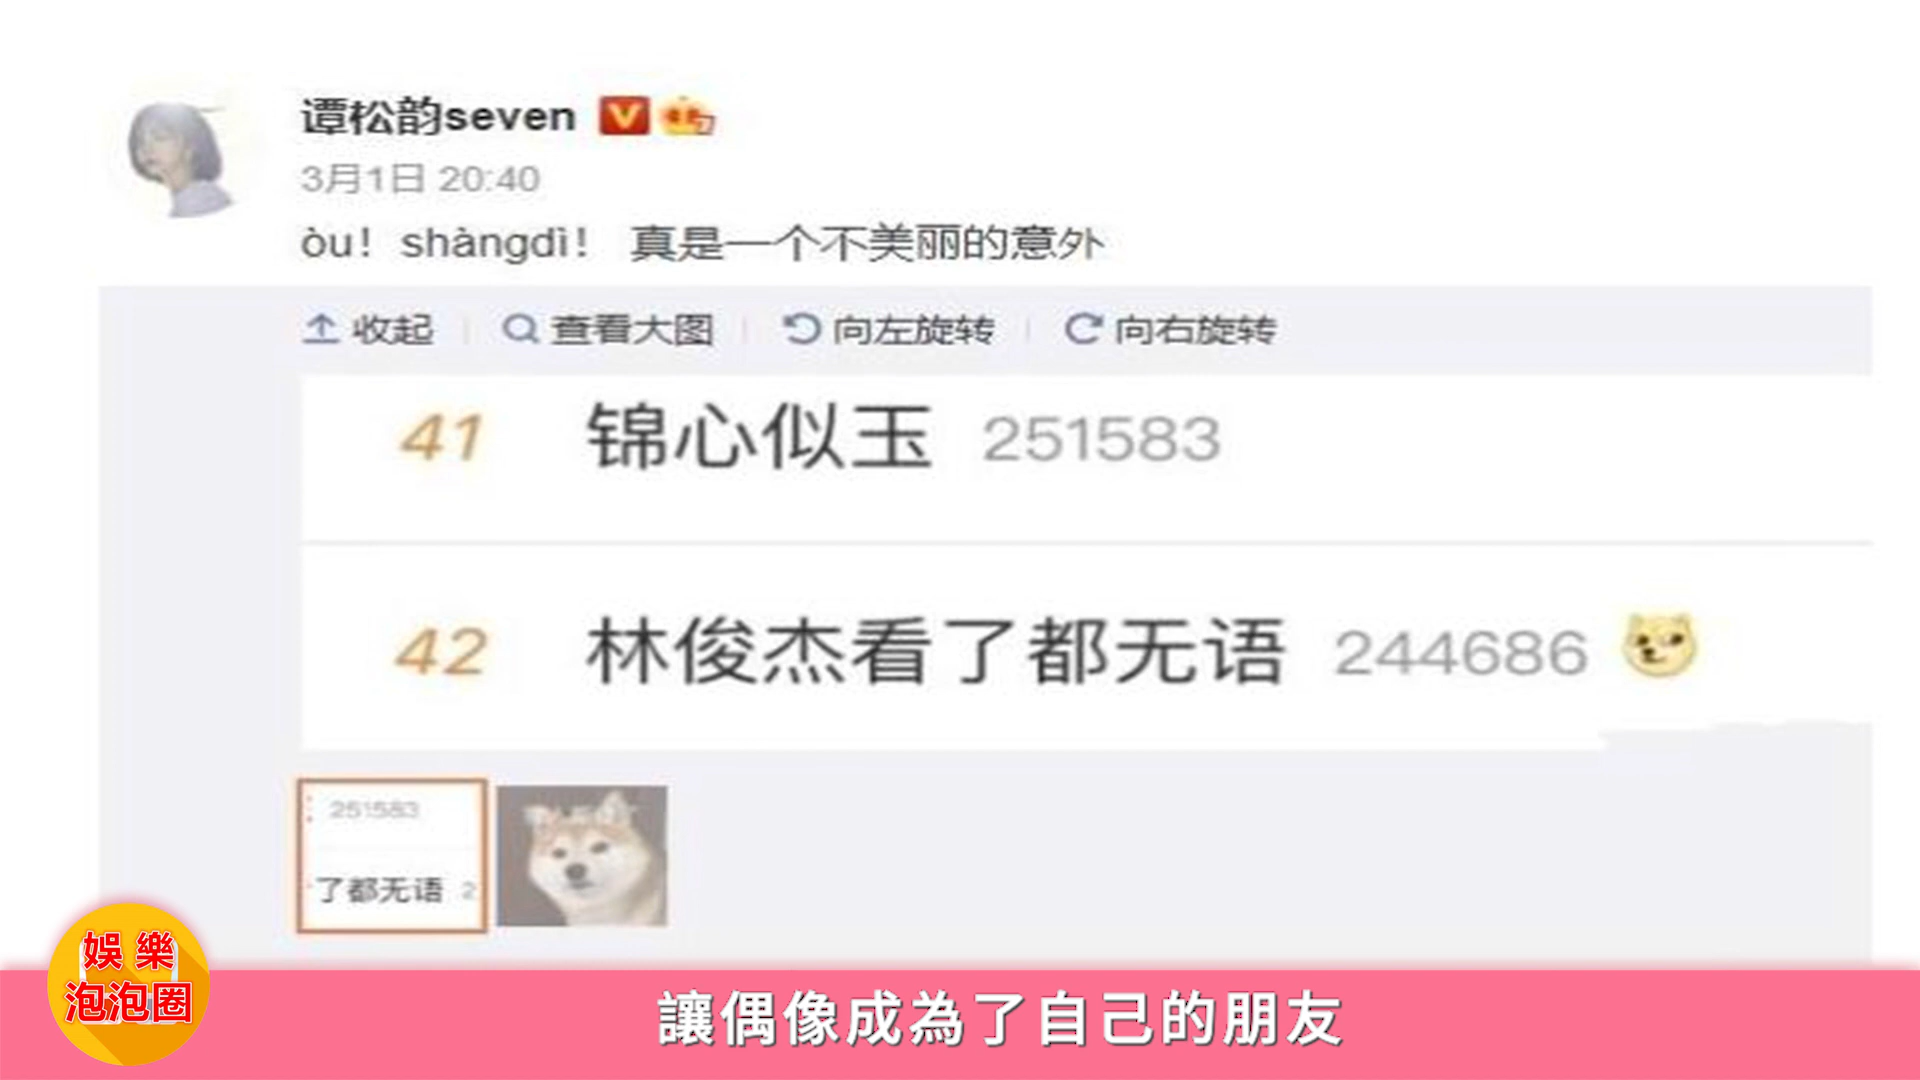 谭松韵seven
3月1日 20:40
òu！shàngdì！ 真是一个不美丽的意外
收起 查看大图 向左旋转 向右旋转
41 锦心似玉 251583
42 林俊杰看了都无语 244686
251583
了都无语 2
娛樂
泡泡圈
讓偶像成為了自己的朋友